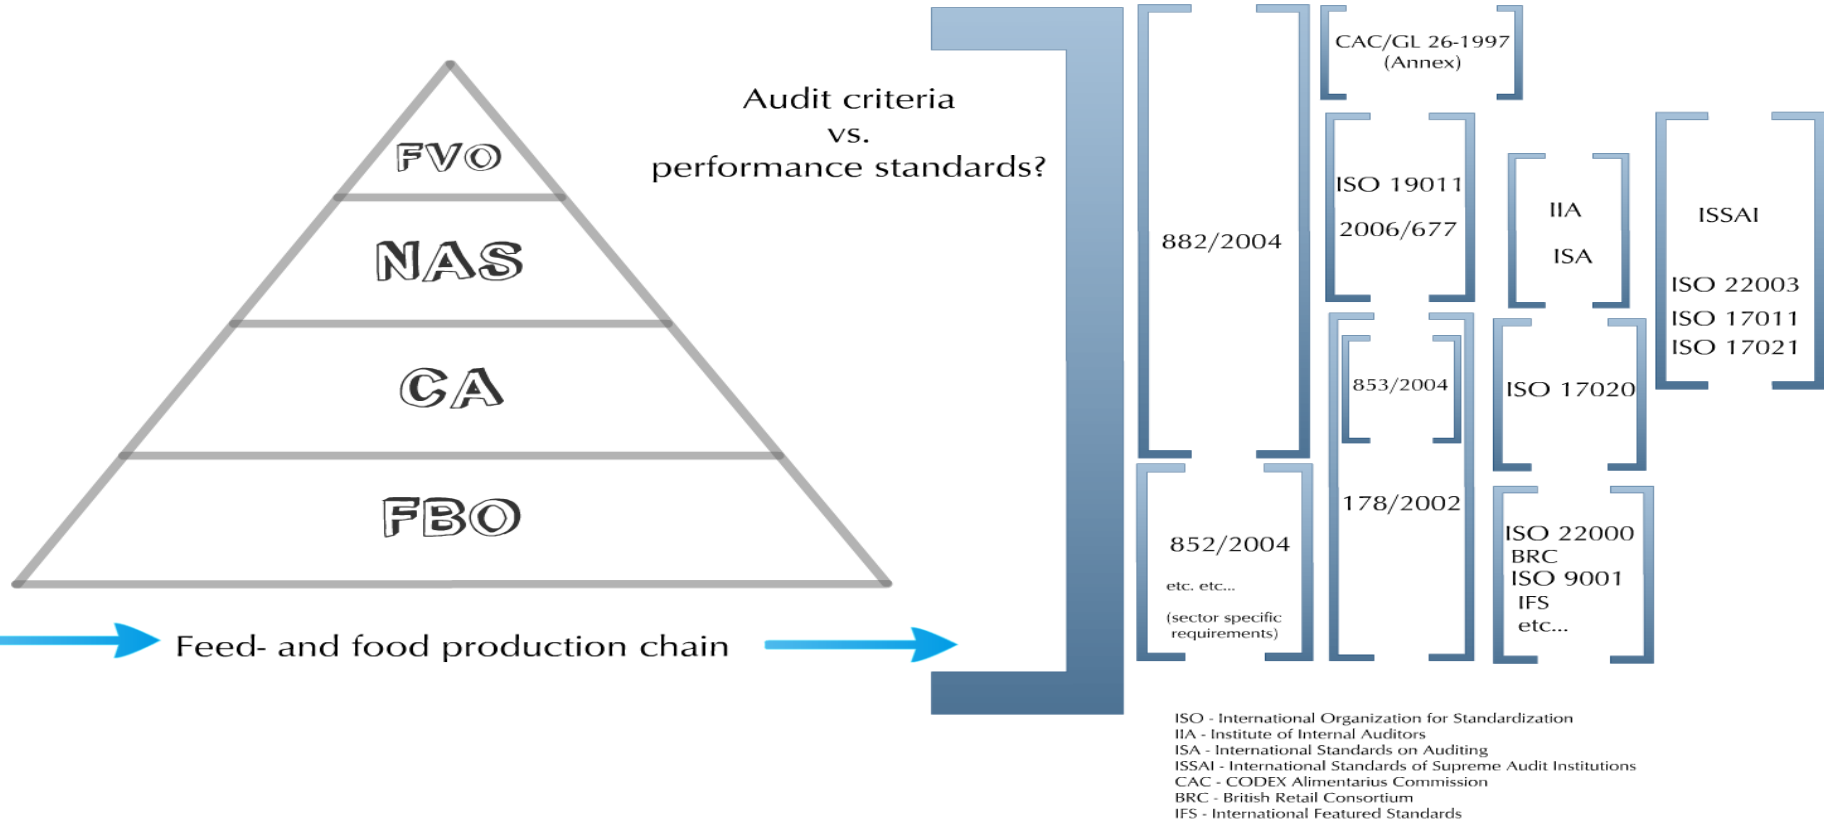 FVO
NAS
CA
FBO
Feed- and food production chain
Audit criteria
vs.
performance standards?
882/2004
852/2004
etc. etc...
(sector specific
requirements)
CAC/GL 26-1997
(Annex)
ISO 19011
2006/677
853/2004
178/2002
IIA
ISA
ISO 17020
ISO 22000
BRC
ISO 9001
IFS
etc...
ISSAI
ISO 22003
ISO 17011
ISO 17021
ISO - International Organization for Standardization
IIA - Institute of Internal Auditors
ISA - International Standards on Auditing
ISSAI - International Standards of Supreme Audit Institutions
CAC - CODEX Alimentarius Commission
BRC - British Retail Consortium
IFS - International Featured Standards